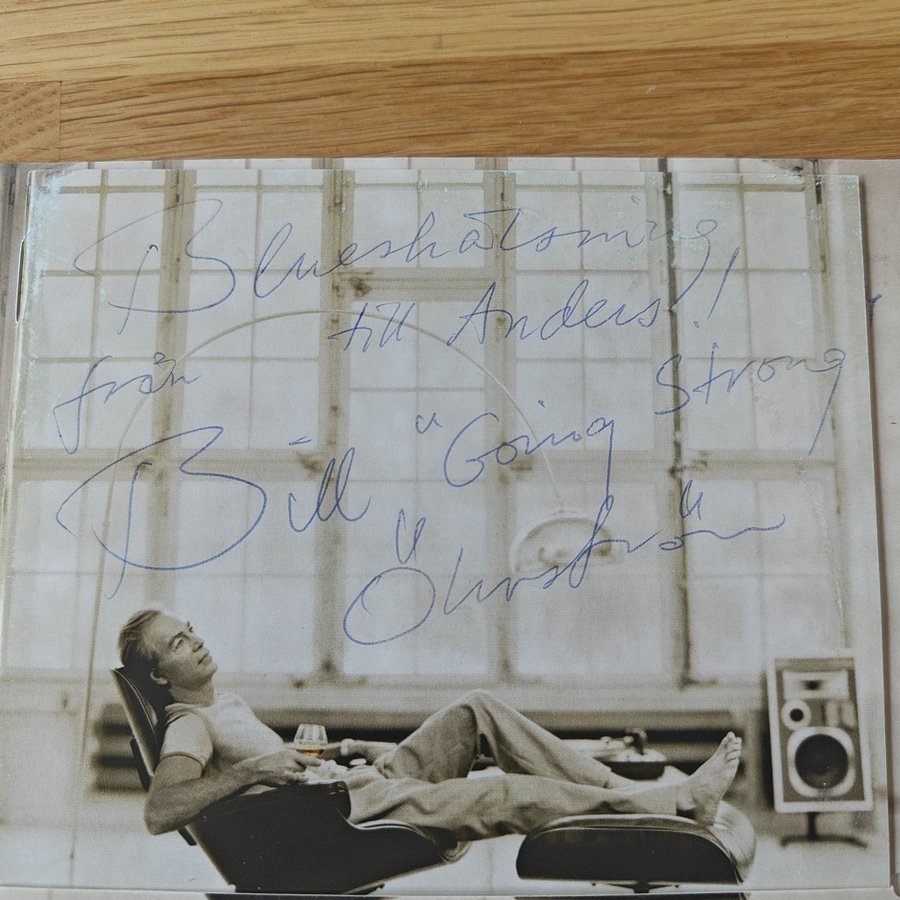 Blueshälsning
till Anders!
från
Bill "Going Strong"
Öhrström